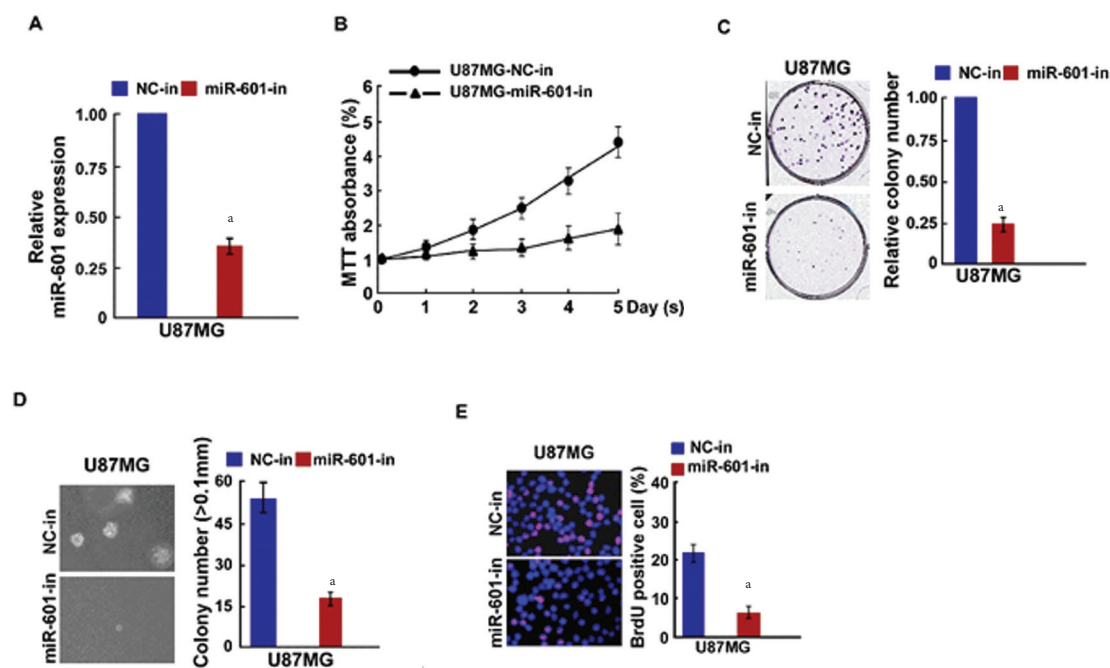 A
NC-in miR-601-in
Relative
miR-601 expression
1.00
0.75
0.50
0.25
0
a
U87MG
B
U87MG-NC-in
U87MG-miR-601-in
MTT absorbance (%)
6
5
4
3
2
1
0
0 1 2 3 4 5 Day (s)
C
U87MG
NC-in
miR-601-in
NC-in miR-601-in
Relative colony number
1.00
0.75
0.50
0.25
0
a
U87MG
D
U87MG
NC-in
miR-601-in
NC-in miR-601-in
Colony number (>0.1mm)
60
45
30
15
0
a
U87MG
E
U87MG
NC-in
miR-601-in
NC-in
miR-601-in
BrdU positive cell (%)
40
30
20
10
0
a
U87MG